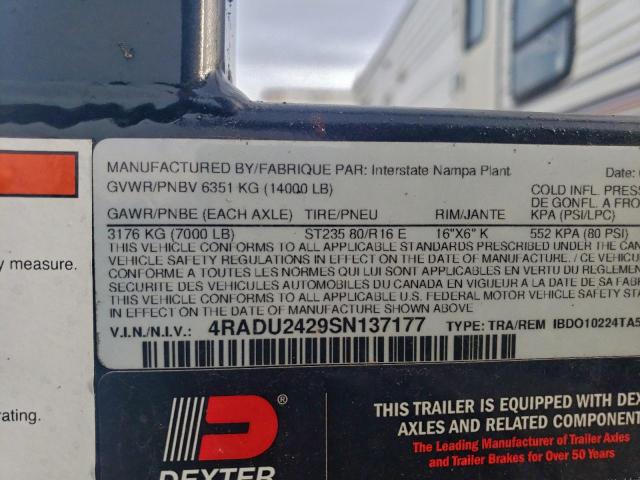 MANUFACTURED BY/FABRIQUE PAR: Interstate Nampa Plant Date:
GVWR/PNBV 6351 KG (14000 LB) COLD INFL. PRESS
DE GONFL. A FROI
GAWR/PNBE (EACH AXLE) TIRE/PNEU RIM/JANTE KPA (PSI/LPC)
3176 KG (7000 LB) ST235 80/R16 E 16"X6" K 552 KPA (80 PSI)
THIS VEHICLE CONFORMS TO ALL APPLICABLE STANDARDS PRESCRIBED UNDER THE CAN
VEHICLE SAFETY REGULATIONS IN EFFECT ON THE DATE OF MANUFACTURE. / CE VEHICU
CONFORME A TOUTES LES NORMES QUI LUI SONT APPLICABLES EN VERTU DU REGLEMEN
SECURITE DES VEHICULES AUTOMOBILES DU CANADA EN VIGUEUR A LA DATE DE SA FABR
THIS VEHICLE CONFORMS TO ALL APPLICABLE U.S. FEDERAL MOTOR VEHICLE SAFETY STA
IN EFFECT ON THE DATE OF MANUFACTURE SHOWN ABOVE.
V.I.N./N.I.V.: 4RADU2429SN137177 TYPE: TRA/REM IBDO10224TA5
y measure.
ating.
®
DEXTER
THIS TRAILER IS EQUIPPED WITH DEX
AXLES AND RELATED COMPONENT
The Leading Manufacturer of Trailer Axles
and Trailer Brakes for Over 50 Years